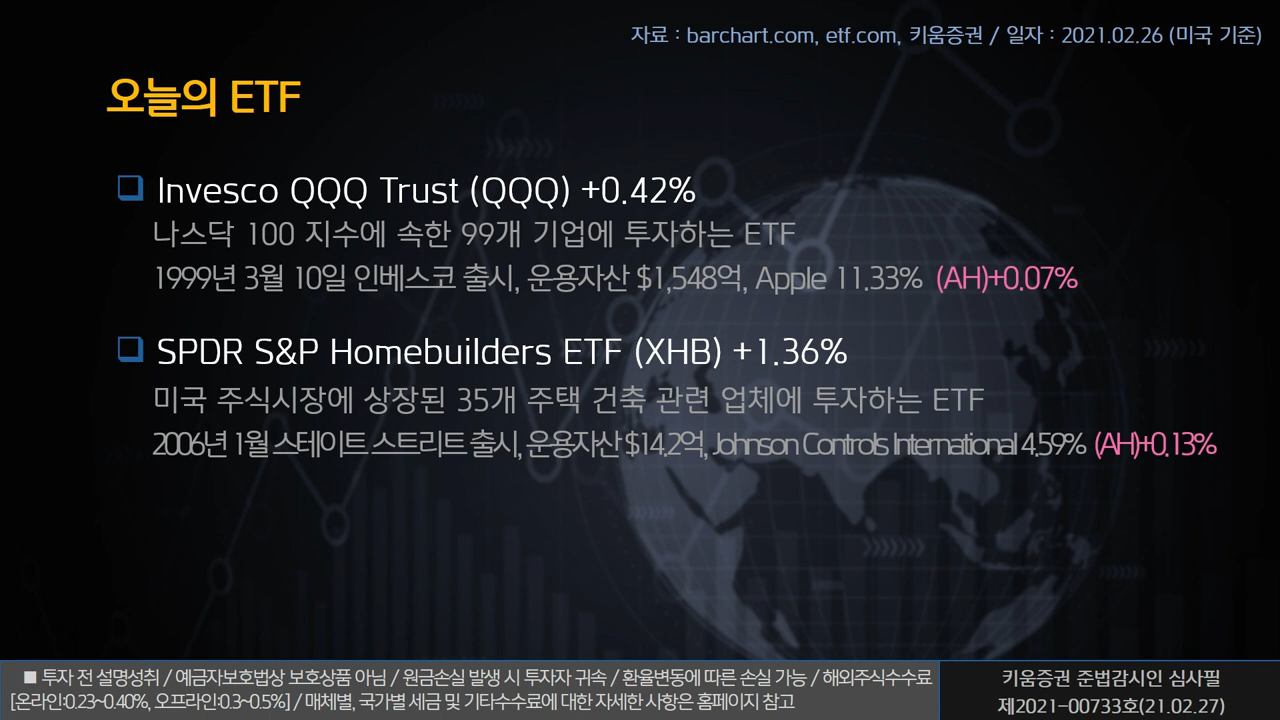 자료 : barchart.com, etf.com, 키움증권 / 일자 : 2021.02.26 (미국 기준)
오늘의 ETF
❑ Invesco QQQ Trust (QQQ) +0.42%
나스닥 100 지수에 속한 99개 기업에 투자하는 ETF
1999년 3월 10일 인베스코 출시, 운용자산 $1,548억, Apple 11.33% (AH)+0.07%
❑ SPDR S&P Homebuilders ETF (XHB) +1.36%
미국 주식시장에 상장된 35개 주택 건축 관련 업체에 투자하는 ETF
2006년 1월 스테이트 스트리트 출시, 운용자산 $14.2억, Johnson Controls International 4.59% (AH)+0.13%
■ 투자 전 설명성취 / 예금자보호법상 보호상품 아님 / 원금손실 발생 시 투자자 귀속 / 환율변동에 따른 손실 가능 / 해외주식수수료
[온라인:0.23~0.40%, 오프라인:0.3~0.5%] / 매체별, 국가별 세금 및 기타수수료에 대한 자세한 사항은 홈페이지 참고
키움증권 준법감시인 심사필
제2021-00733호(21.02.27)